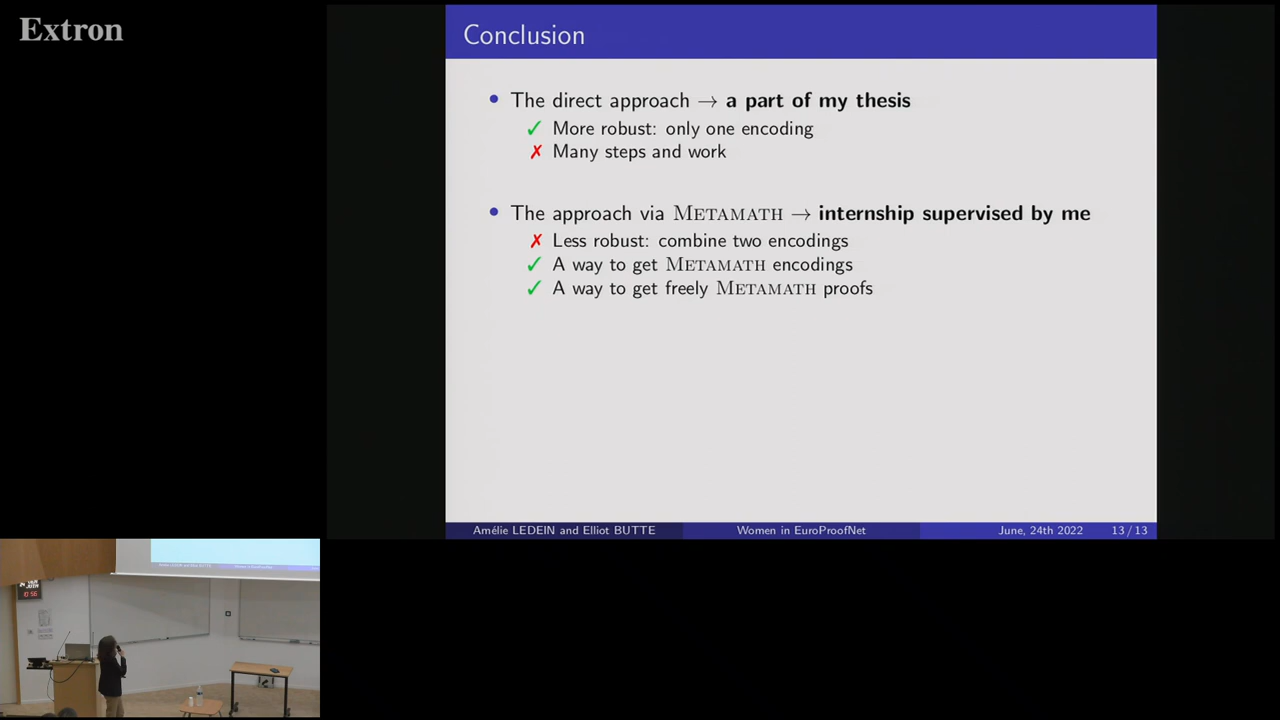 Extron
Conclusion
• The direct approach → a part of my thesis
✓ More robust: only one encoding
✗ Many steps and work
• The approach via METAMATH → internship supervised by me
✗ Less robust: combine two encodings
✓ A way to get METAMATH encodings
✓ A way to get freely METAMATH proofs
Amélie LEDEIN and Elliot BUTTE Women in EuroProofNet June, 24th 2022 13 / 13